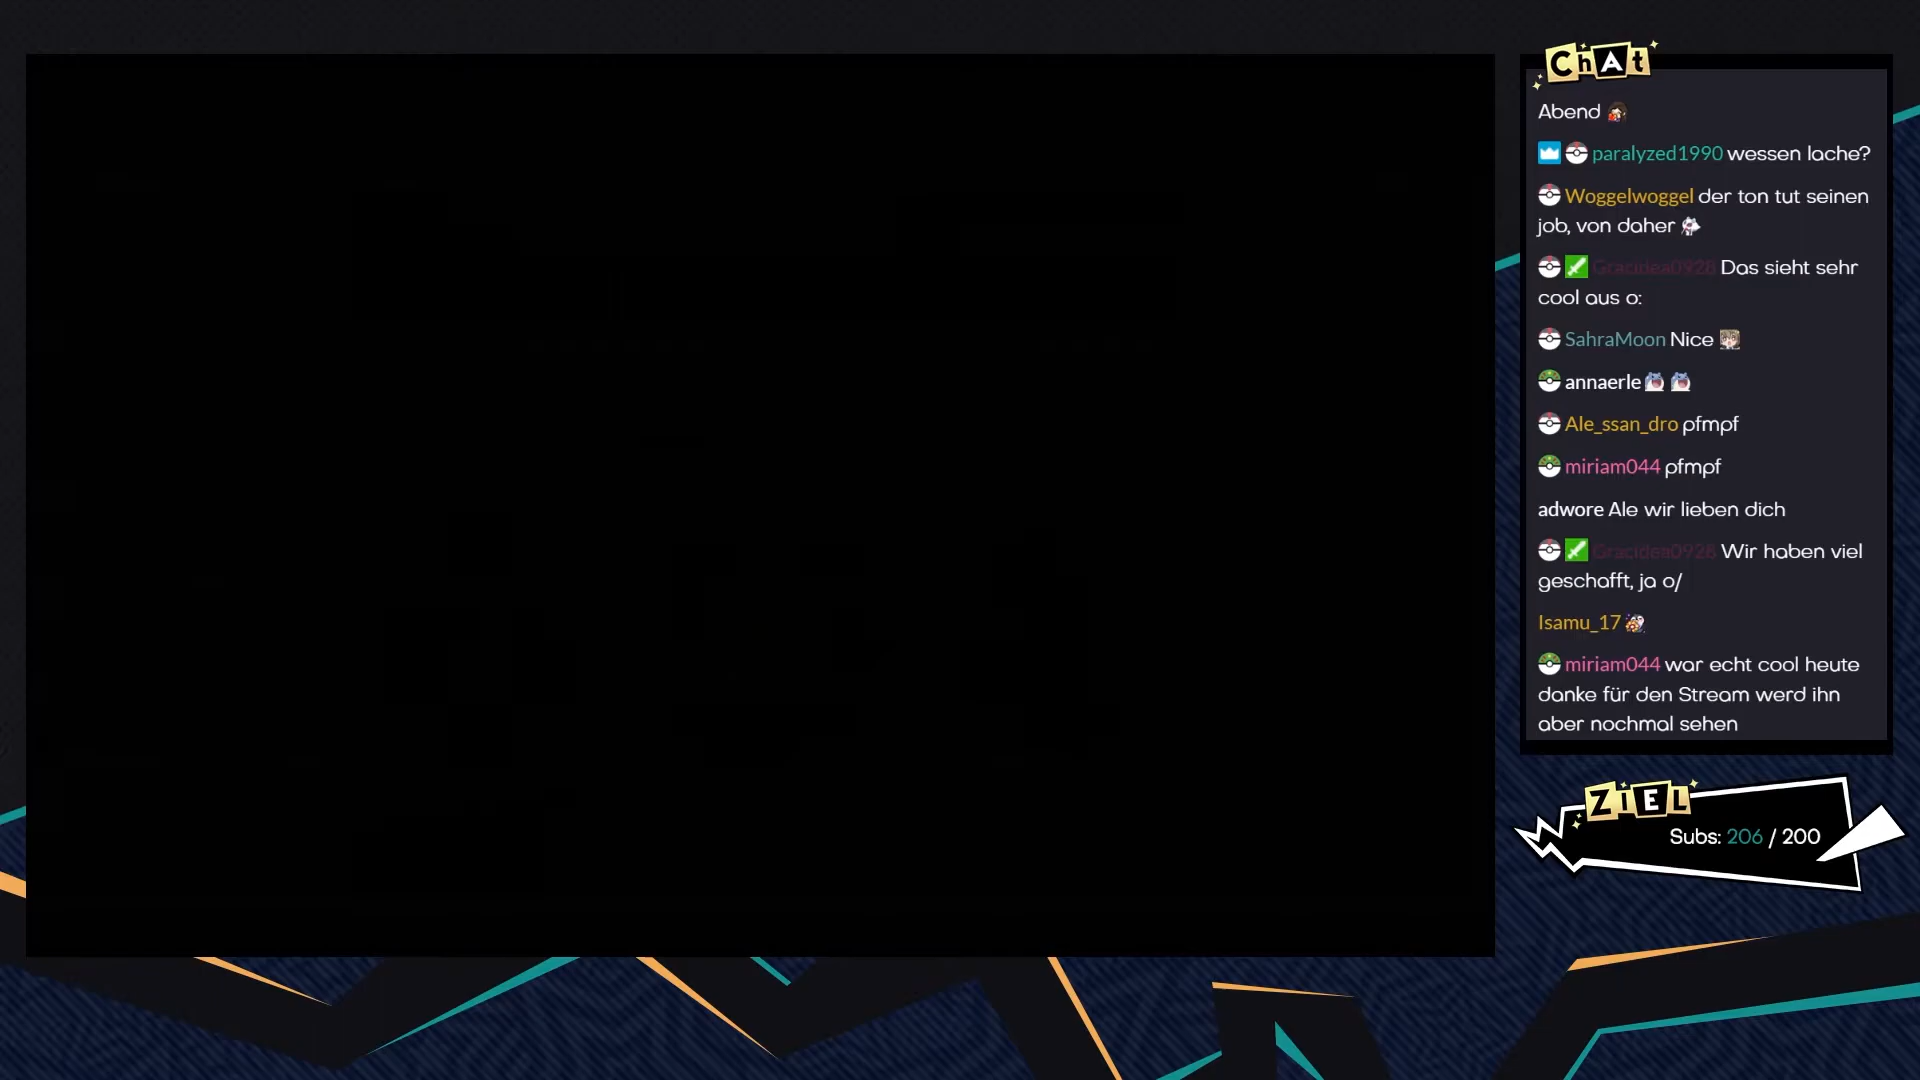 ChAt
Abend
paralyzed1990 wessen lache?
Woggelwoggel der ton tut seinen
job, von daher
Gracidea0928 Das sieht sehr
cool aus o:
SahraMoon Nice
annaerle
Ale_ssan_dro pfmpf
miriam044 pfmpf
adwore Ale wir lieben dich
Gracidea0928 Wir haben viel
geschafft, ja o/
Isamu_17
miriam044 war echt cool heute
danke für den Stream werd ihn
aber nochmal sehen
ZiEL
Subs: 206 / 200